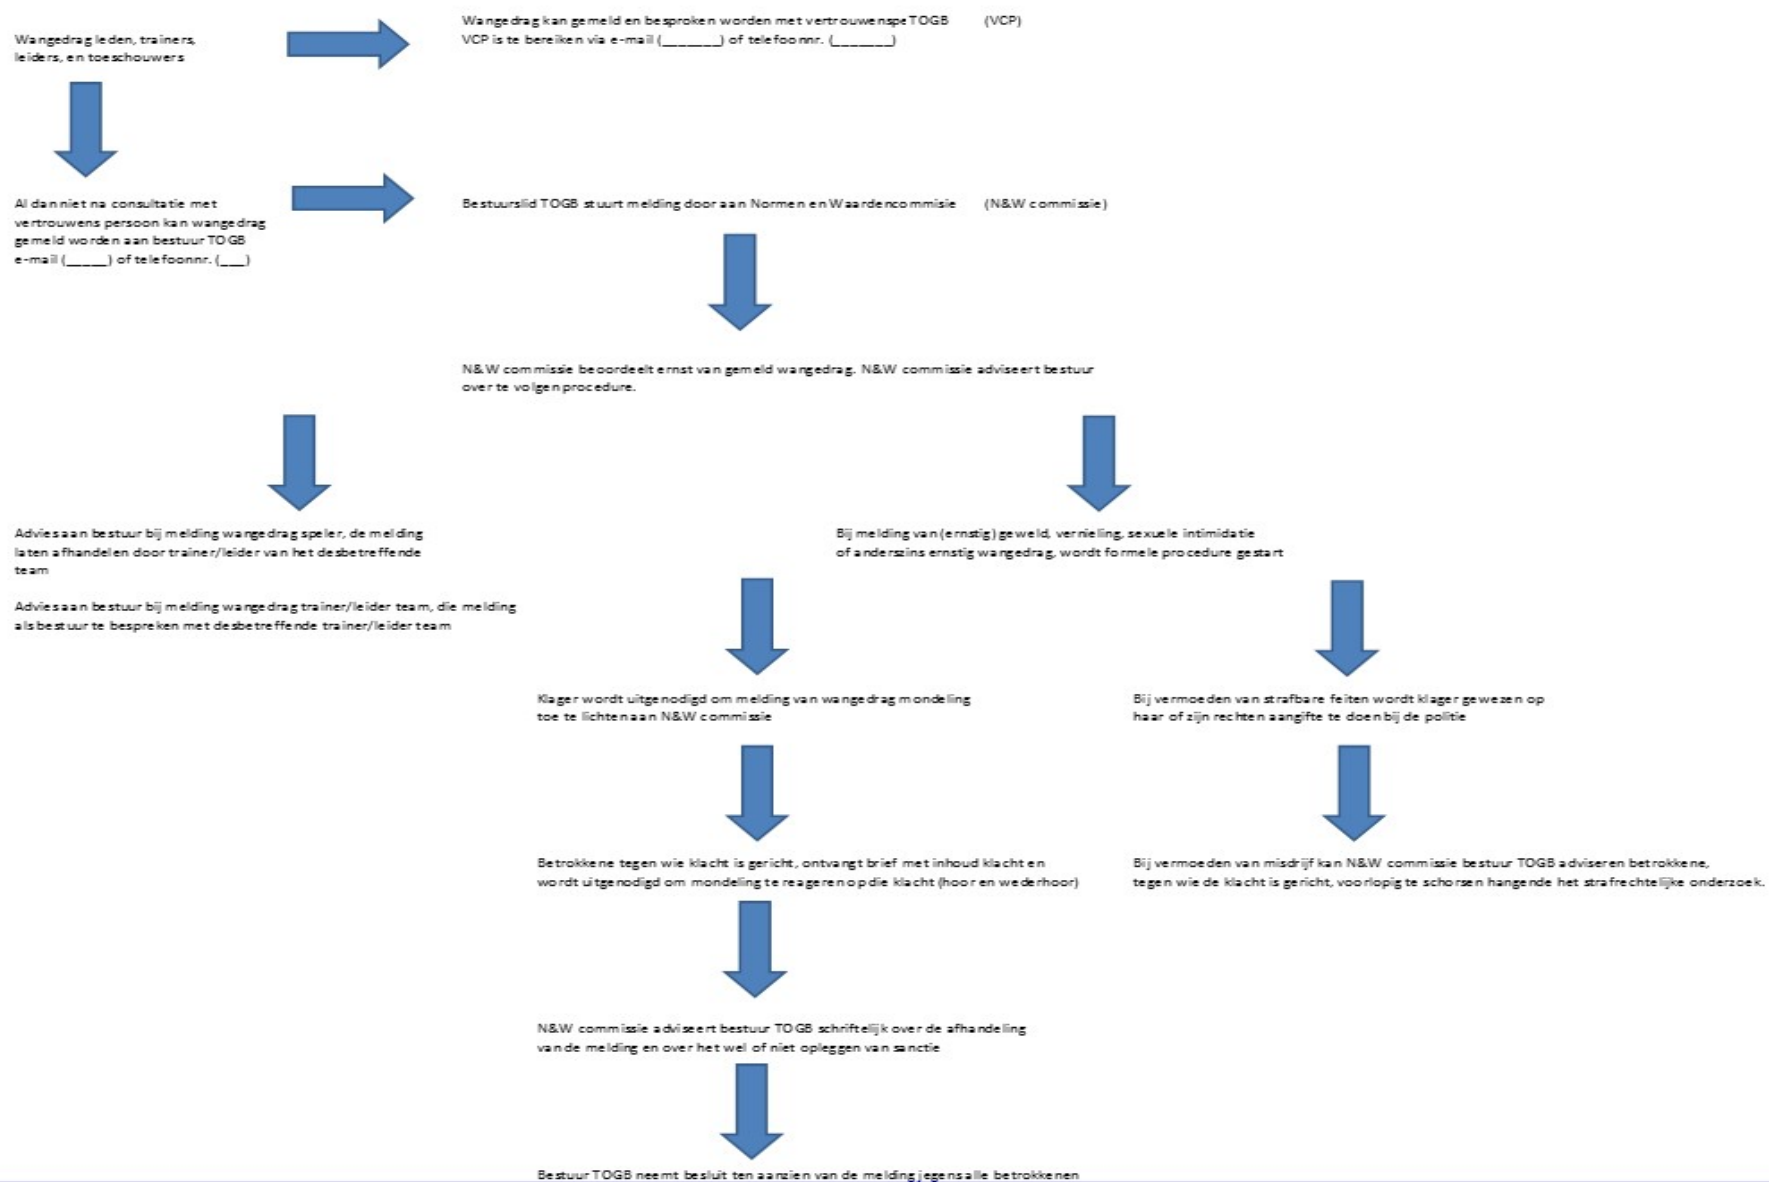 Wangedrag leden, trainers,
leiders, en toeschouwers
Wangedrag kan gemeld en besproken worden met vertrouwenspe TOGB (VCP)
VCP is te bereiken via e-mail (_______) of telefoonnr. (_______)
Al dan niet na consultatie met
vertrouwens persoon kan wangedrag
gemeld worden aan bestuur TOGB
e-mail (_____) of telefoonnr. (___)
Bestuurslid TOGB stuurt melding door aan Normen en Waardencommisie (N&W commissie)
N&W commissie beoordeelt ernst van gemeld wangedrag. N&W commissie adviseert bestuur
over te volgen procedure.
Advies aan bestuur bij melding wangedrag speler, de melding
laten afhandelen door trainer/leider van het desbetreffende
team
Advies aan bestuur bij melding wangedrag trainer/leider team, die melding
als bestuur te bespreken met desbetreffende trainer/leider team
Bij melding van (ernstig) geweld, vernieling, sexuele intimidatie
of anderszins ernstig wangedrag, wordt formele procedure gestart
Klager wordt uitgenodigd om melding van wangedrag mondeling
toe te lichten aan N&W commissie
Bij vermoeden van strafbare feiten wordt klager gewezen op
haar of zijn rechten aangifte te doen bij de politie
Betrokkene tegen wie klacht is gericht, ontvangt brief met inhoud klacht en
wordt uitgenodigd om mondeling te reageren op die klacht (hoor en wederhoor)
Bij vermoeden van misdrijf kan N&W commissie bestuur TOGB adviseren betrokkene,
tegen wie de klacht is gericht, voorlopig te schorsen hangende het strafrechtelijke onderzoek.
N&W commissie adviseert bestuur TOGB schriftelijk over de afhandeling
van de melding en over het wel of niet opleggen van sanctie
Bestuur TOGB neemt besluit ten aanzien van de melding jegens alle betrokkenen